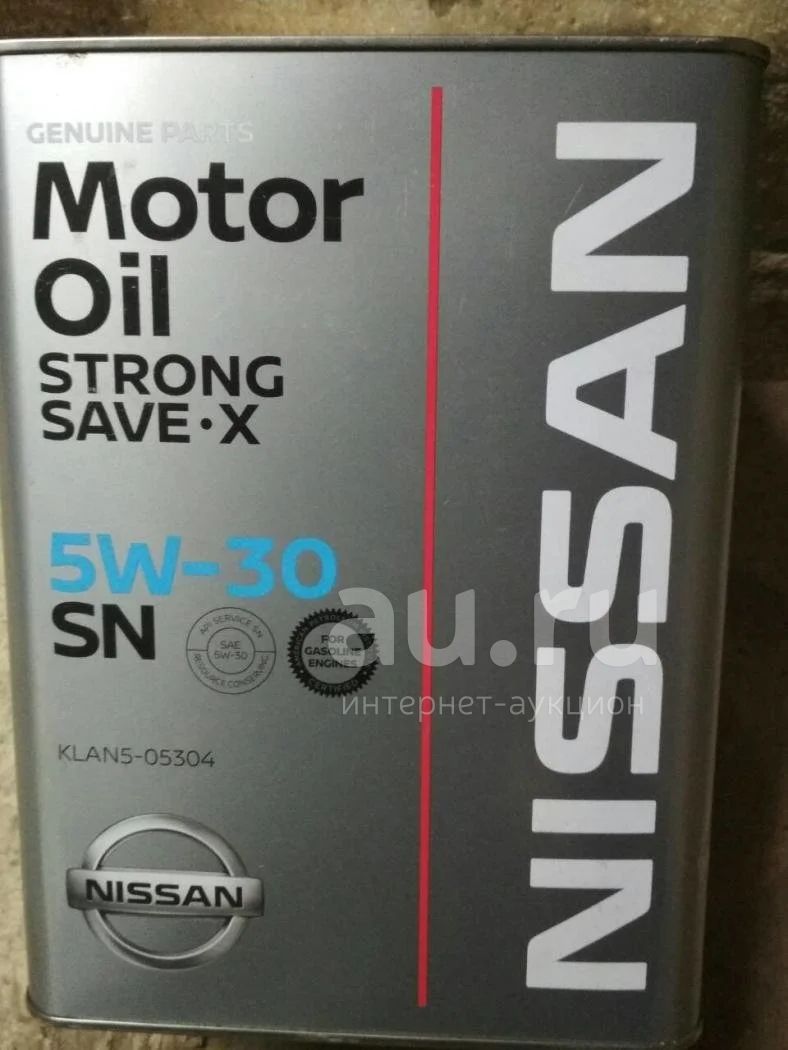 GENUINE PARTS
Motor
Oil
STRONG
SAVE•X
5W-30
SN
API SERVICE SN
SAE
5W-30
RESOURCE CONSERVING
FOR
GASOLINE
ENGINES
CERTIFIED
KLAN5-05304
NISSAN
NISSAN
au.ru
интернет-аукцион